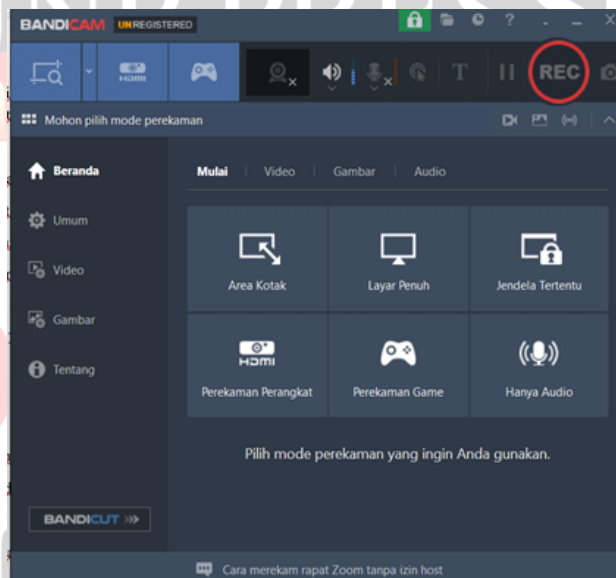 BANDICAM UNREGISTERED
HDMI
REC
Mohon pilih mode perekaman
Beranda
Umum
Video
Gambar
Tentang
BANDICUT
Mulai Video Gambar Audio
Area Kotak Layar Penuh Jendela Tertentu
HDMI
Perekaman Perangkat Perekaman Game Hanya Audio
Pilih mode perekaman yang ingin Anda gunakan.
Cara merekam rapat Zoom tanpa izin host